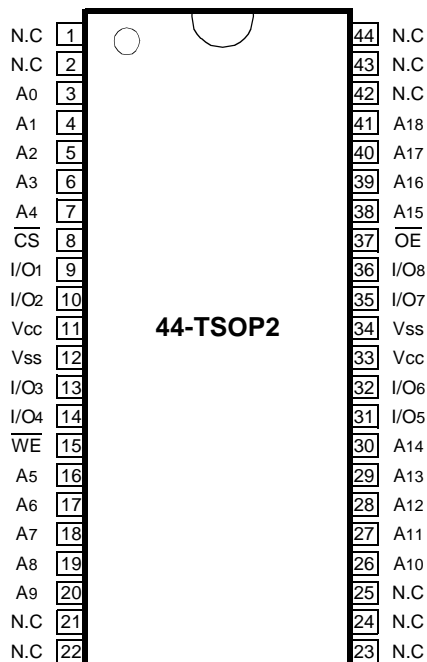 N.C 1 44 N.C
N.C 2 43 N.C
A0 3 42 N.C
A1 4 41 A18
A2 5 40 A17
A3 6 39 A16
A4 7 38 A15
CS 8 37 OE
I/O1 9 36 I/O8
I/O2 10 35 I/O7
Vcc 11 44-TSOP2 34 Vss
Vss 12 33 Vcc
I/O3 13 32 I/O6
I/O4 14 31 I/O5
WE 15 30 A14
A5 16 29 A13
A6 17 28 A12
A7 18 27 A11
A8 19 26 A10
A9 20 25 N.C
N.C 21 24 N.C
N.C 22 23 N.C